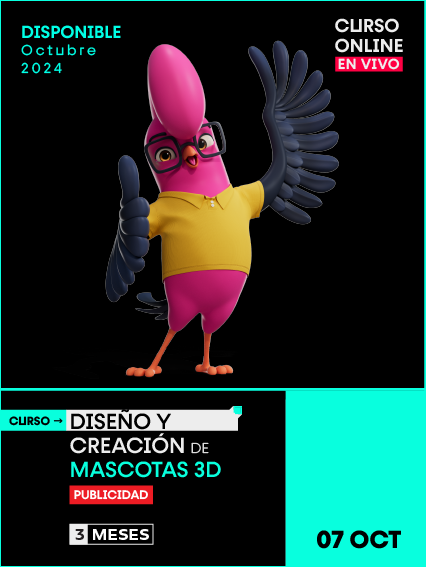 DISPONIBLE
Octubre
2024
CURSO
ONLINE
EN VIVO
CURSO → DISEÑO Y
CREACIÓN DE
MASCOTAS 3D
PUBLICIDAD
3 MESES
07 OCT